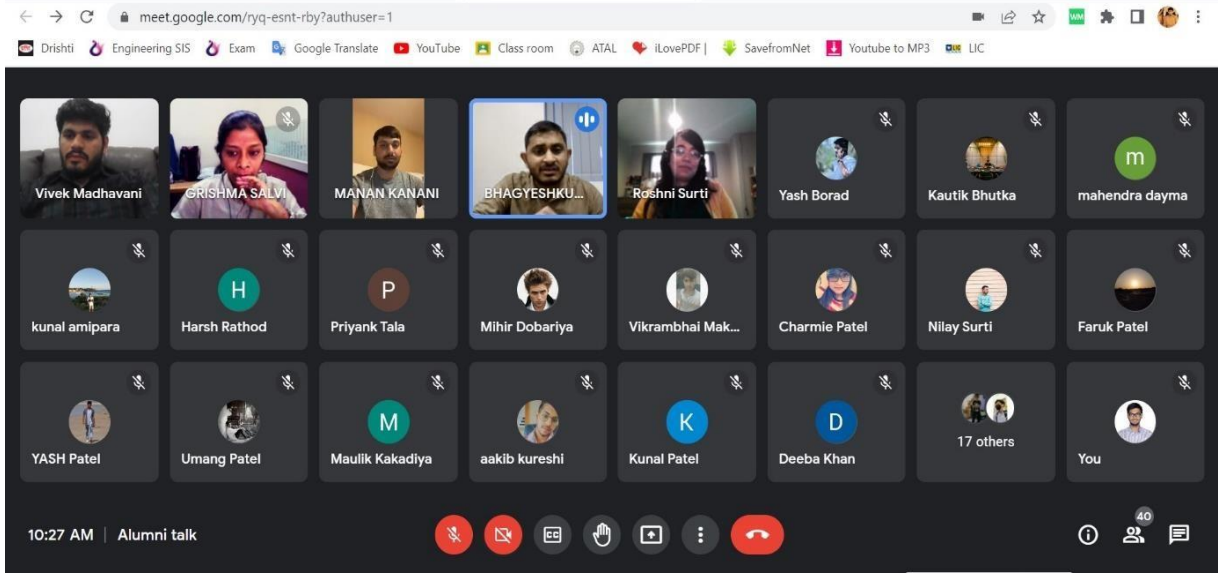 meet.google.com/ryq-esnt-rby?authuser=1
WM
Drishti Engineering SIS Exam Google Translate YouTube Class room ATAL iLovePDF | SavefromNet Youtube to MP3 LIC
Vivek Madhavani GRISHMA SALVI MANAN KANANI BHAGYESHKU... Roshni Surti Yash Borad Kautik Bhutka m mahendra dayma
kunal amipara H Harsh Rathod P Priyank Tala Mihir Dobariya Vikrambhai Mak... Charmie Patel Nilay Surti Faruk Patel
YASH Patel Umang Patel M Maulik Kakadiya aakib kureshi K Kunal Patel D Deeba Khan 17 others You
10:27 AM | Alumni talk CC 40